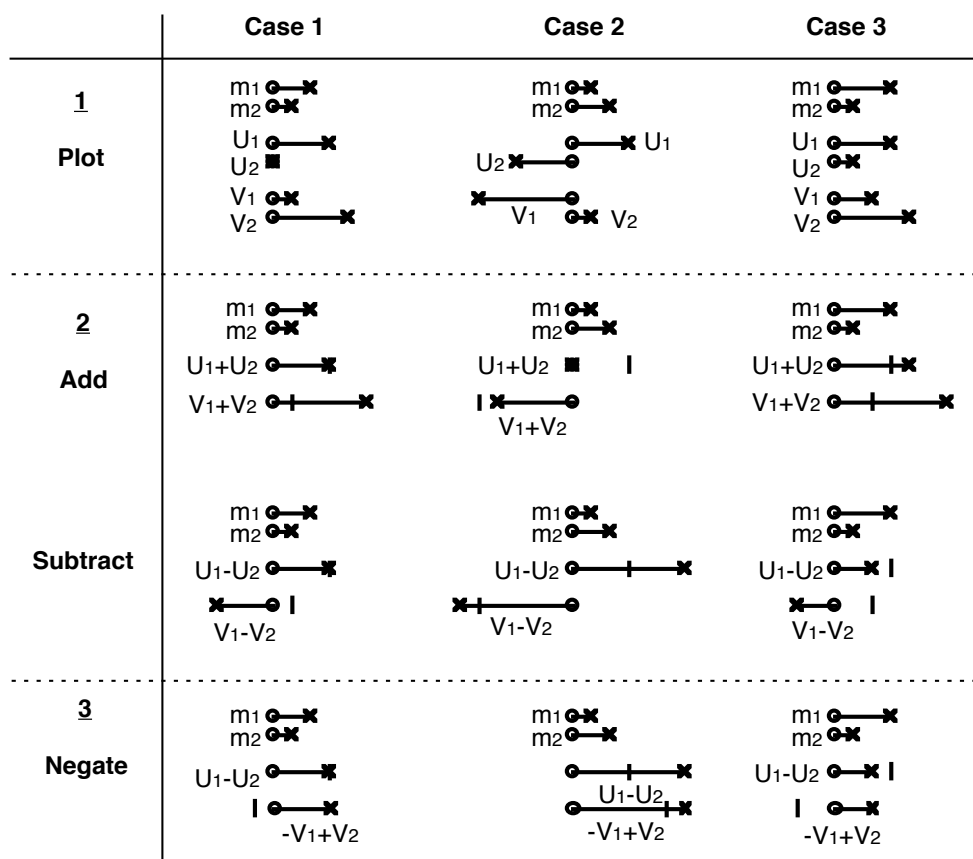 Case 1 Case 2 Case 3
1
Plot
m1 m1 m1
m2 m2 m2
U1 U1 U1
U2 U2 U2
V1 V1 V1
V2 V2 V2
2
Add
m1 m1 m1
m2 m2 m2
U1+U2 U1+U2 U1+U2
V1+V2 V1+V2 V1+V2
Subtract
m1 m1 m1
m2 m2 m2
U1-U2 U1-U2 U1-U2
V1-V2 V1-V2 V1-V2
3
Negate
m1 m1 m1
m2 m2 m2
U1-U2 U1-U2 U1-U2
-V1+V2 -V1+V2 -V1+V2